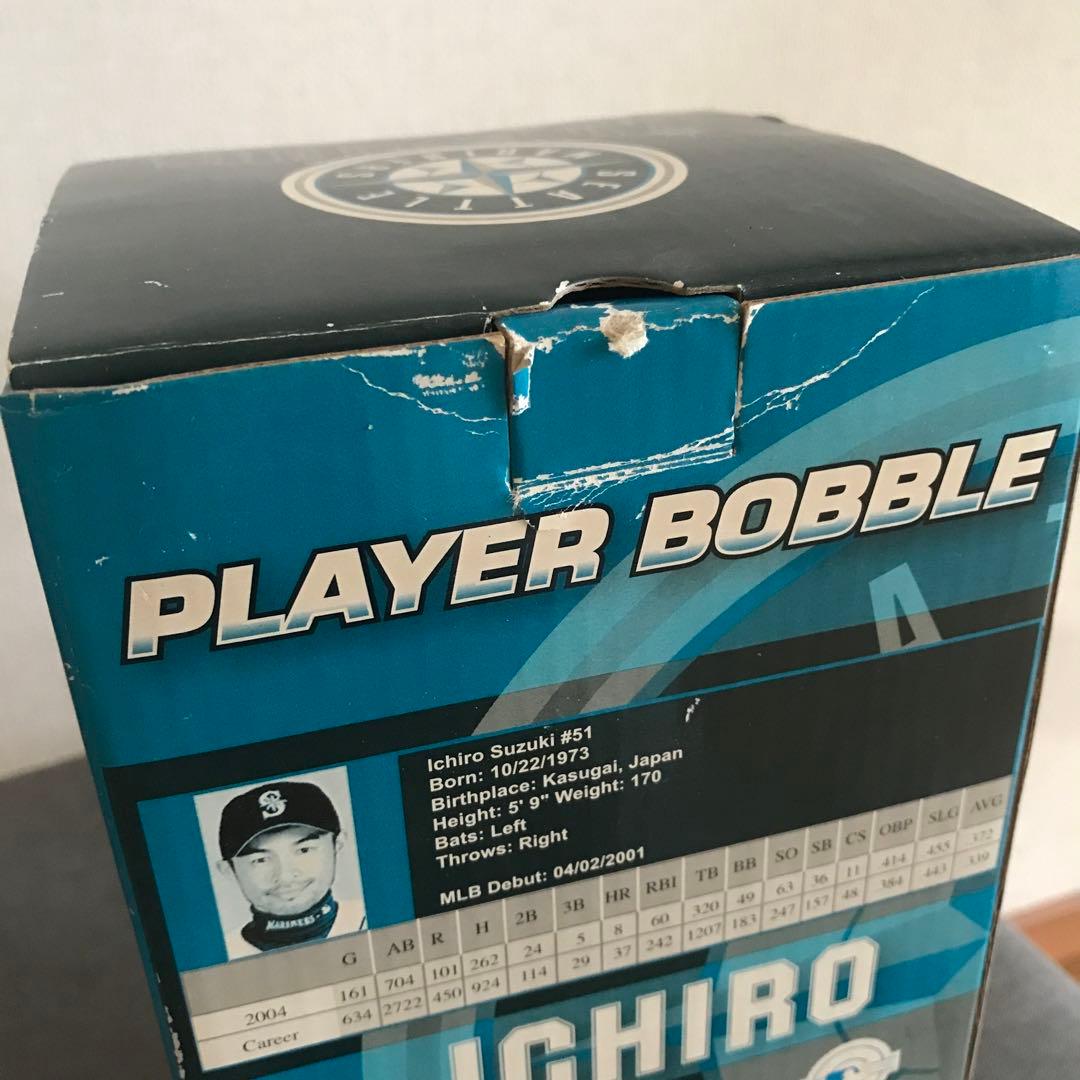 SEATTLE MARINERS
PLAYER BOBBLE
Ichiro Suzuki #51
Born: 10/22/1973
Birthplace: Kasugai, Japan
Height: 5' 9" Weight: 170
Bats: Left
Throws: Right
MLB Debut: 04/02/2001
G AB R H 2B 3B HR RBI TB BB SO SB CS OBP SLG AVG
2004 161 704 101 262 24 5 8 60 320 49 63 36 11 414 455 372
Career 634 2722 450 924 114 29 37 242 1207 183 247 157 48 384 443 339
MARINERS
S
ICHIRO
S